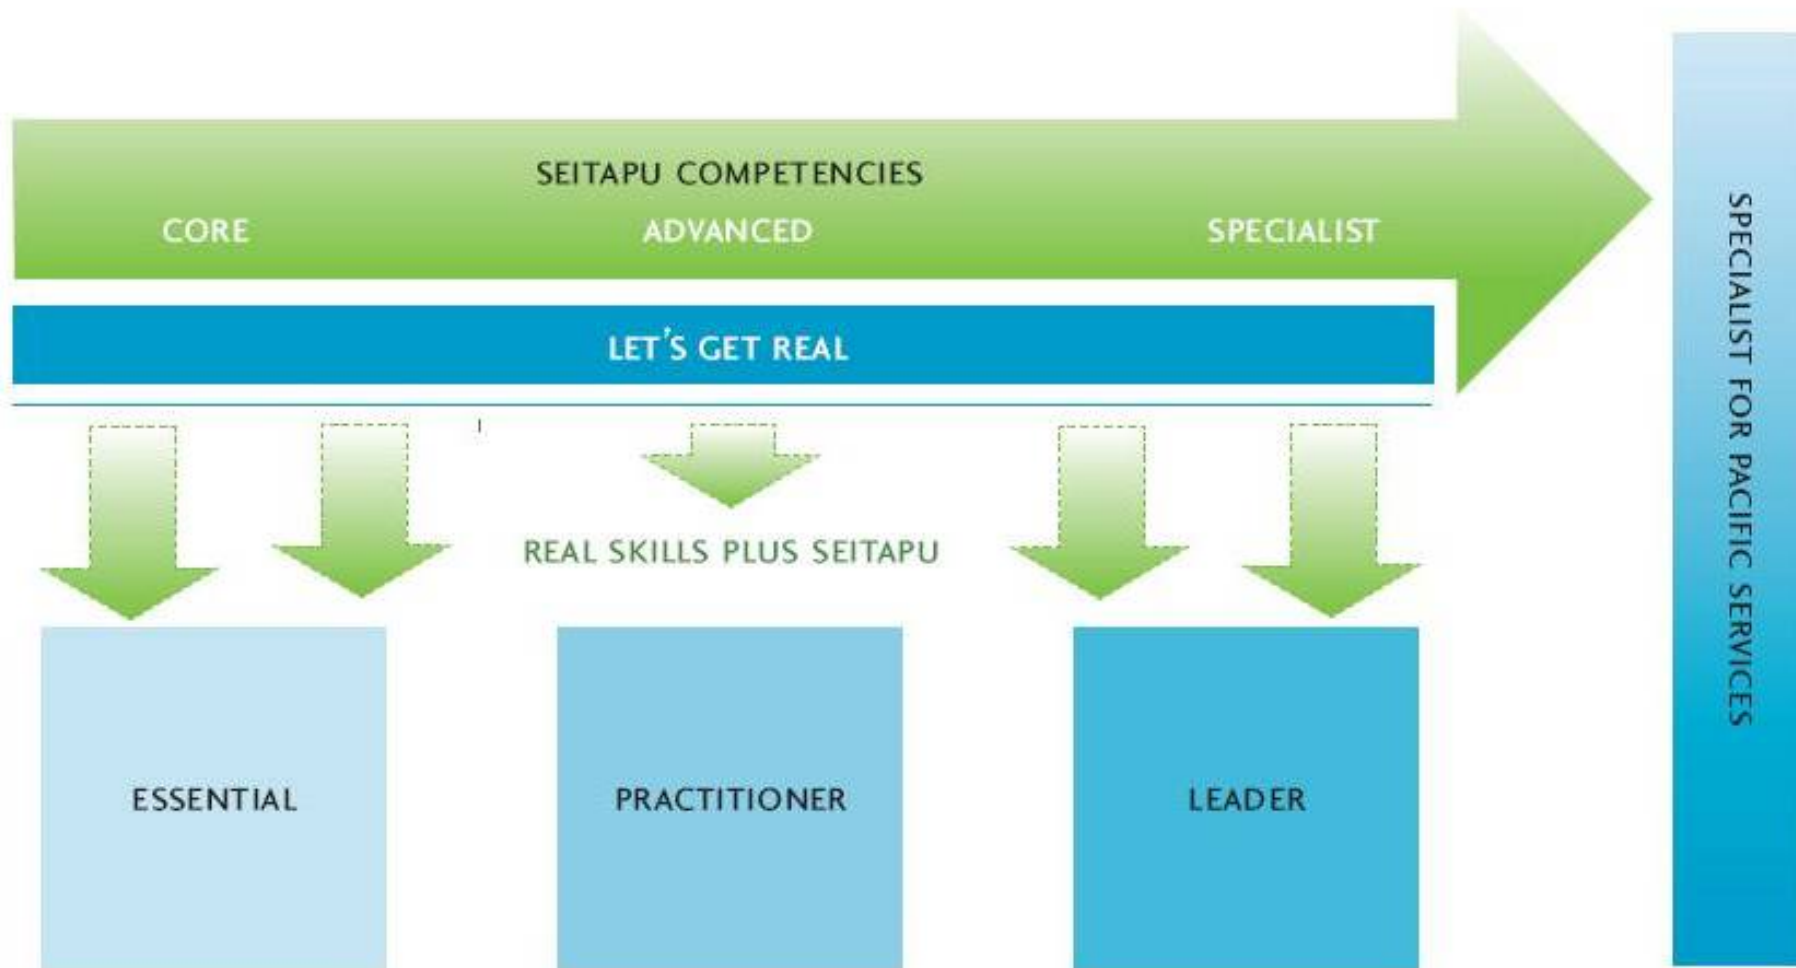 SEITAPU COMPETENCIES
CORE ADVANCED SPECIALIST
LET'S GET REAL
REAL SKILLS PLUS SEITAPU
ESSENTIAL PRACTITIONER LEADER
SPECIALIST FOR PACIFIC SERVICES